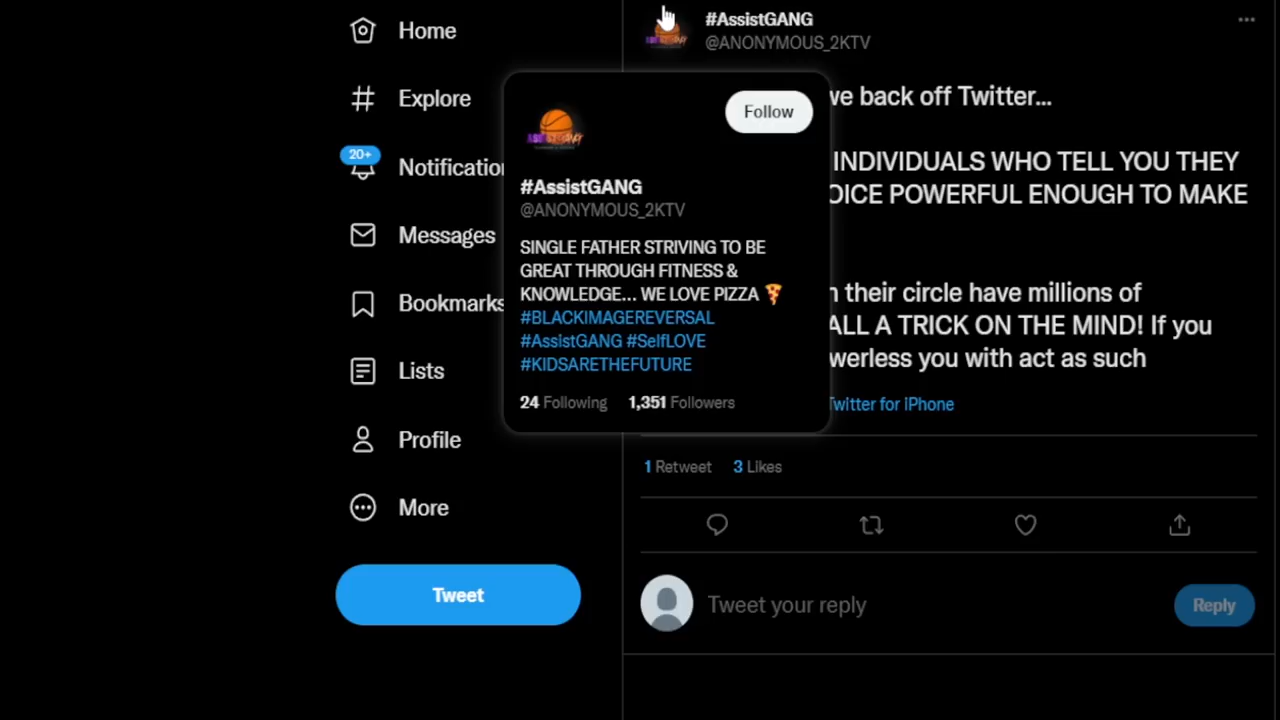 Home
Explore
20+
Notification
Messages
Bookmarks
Lists
Profile
More
Tweet
#AssistGANG
@ANONYMOUS_2KTV
we back off Twitter...
INDIVIDUALS WHO TELL YOU THEY
OICE POWERFUL ENOUGH TO MAKE
their circle have millions of
ALL A TRICK ON THE MIND! If you
werless you with act as such
Twitter for iPhone
Follow
#AssistGANG
@ANONYMOUS_2KTV
SINGLE FATHER STRIVING TO BE
GREAT THROUGH FITNESS &
KNOWLEDGE... WE LOVE PIZZA 🍕
#BLACKIMAGEREVERSAL
#AssistGANG #SelfLOVE
#KIDSARETHEFUTURE
24 Following 1,351 Followers
1 Retweet 3 Likes
Tweet your reply
Reply